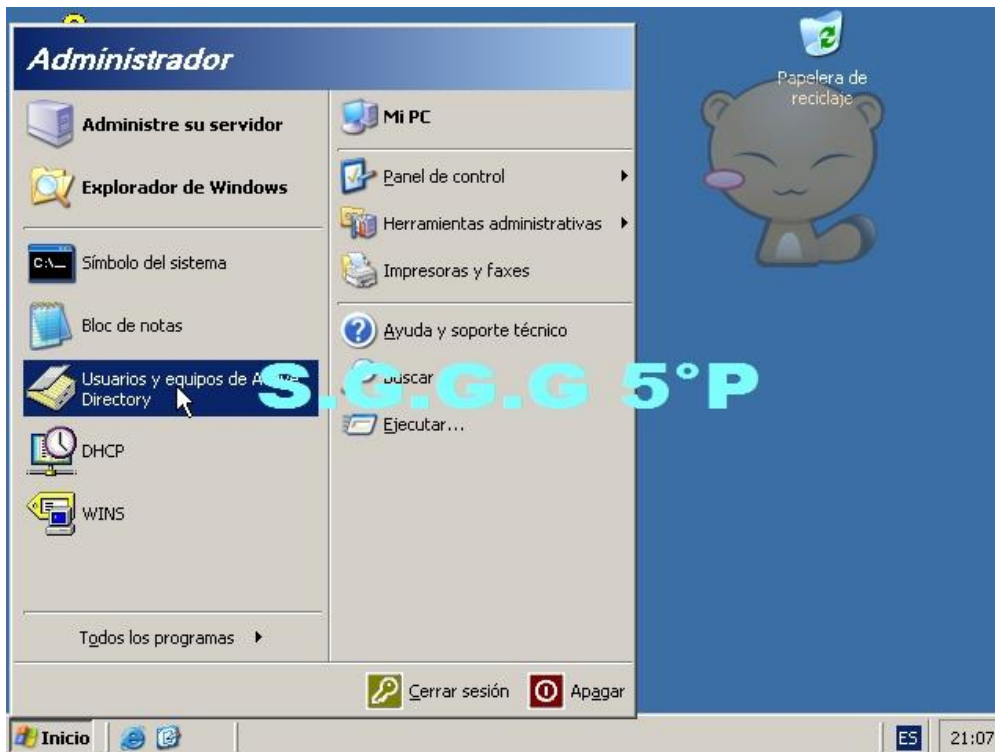 Administrador
Administre su servidor
Explorador de Windows
C:\_
Símbolo del sistema
Bloc de notas
Usuarios y equipos de
Directory
DHCP
WINS
Todos los programas
Mi PC
Panel de control
Herramientas administrativas
Impresoras y faxes
Ayuda y soporte técnico
Buscar
Ejecutar...
Cerrar sesión
Apagar
Papelera de
reciclaje
S.G.G.G 5°P
Inicio
ES
21:07